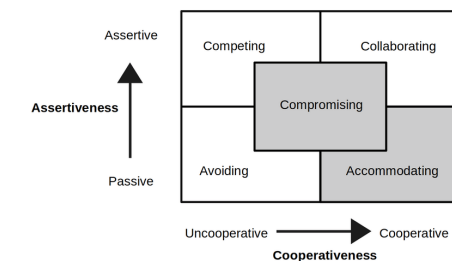 Assertive
Competing
Collaborating
Assertiveness
Compromising
Passive
Avoiding
Accommodating
Uncooperative
Cooperative
Cooperativeness